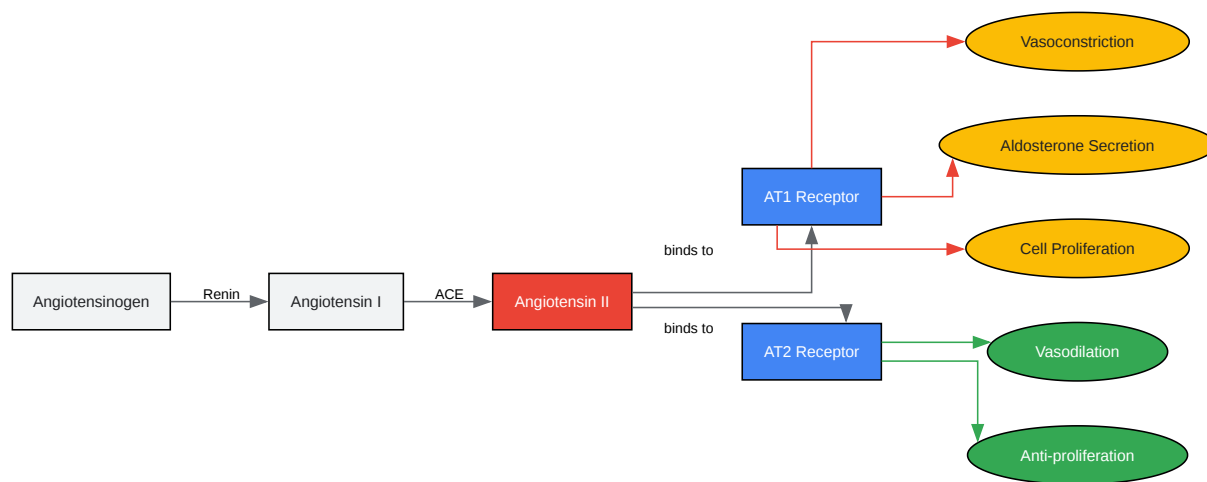 Vasoconstriction
Aldosterone Secretion
AT1 Receptor
binds to
Cell Proliferation
Angiotensinogen
Renin
Angiotensin I
ACE
Angiotensin II
binds to
AT2 Receptor
Vasodilation
Anti-proliferation